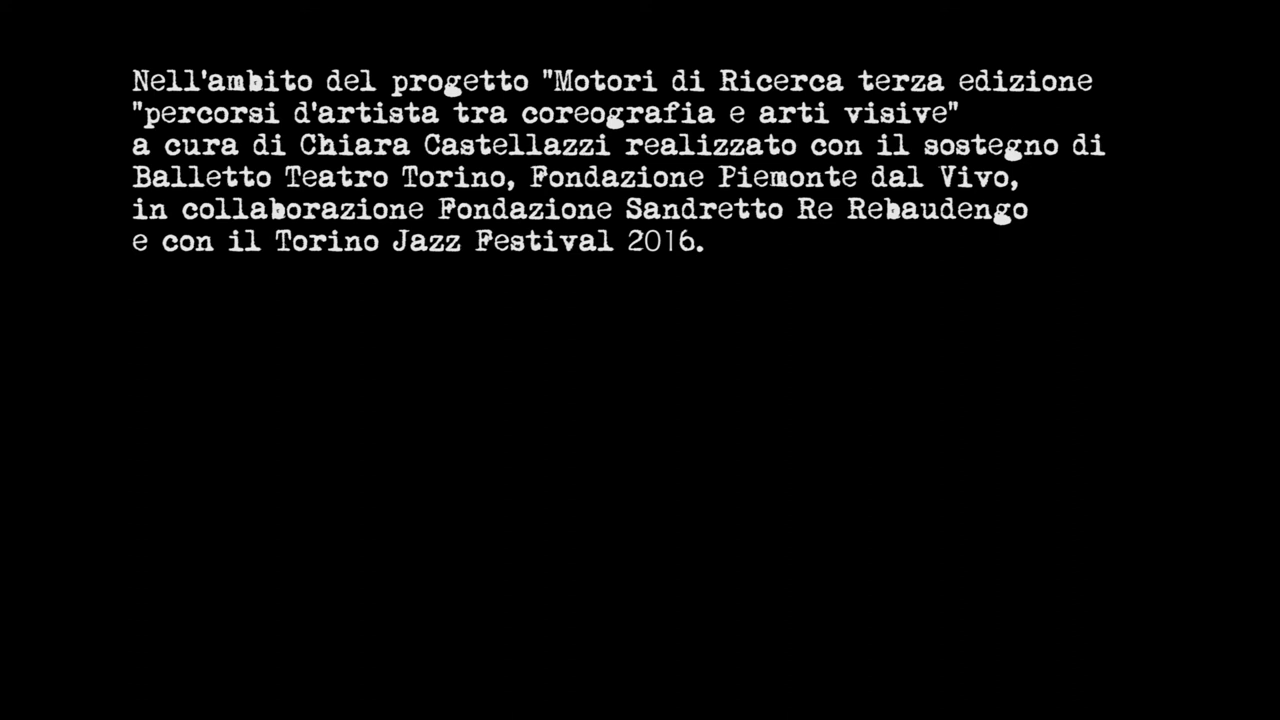 Nell'ambito del progetto "Motori di Ricerca terza edizione
"percorsi d'artista tra coreografia e arti visive"
a cura di Chiara Castellazzi realizzato con il sostegno di
Balletto Teatro Torino, Fondazione Piemonte dal Vivo,
in collaborazione Fondazione Sandretto Re Rebaudengo
e con il Torino Jazz Festival 2016.